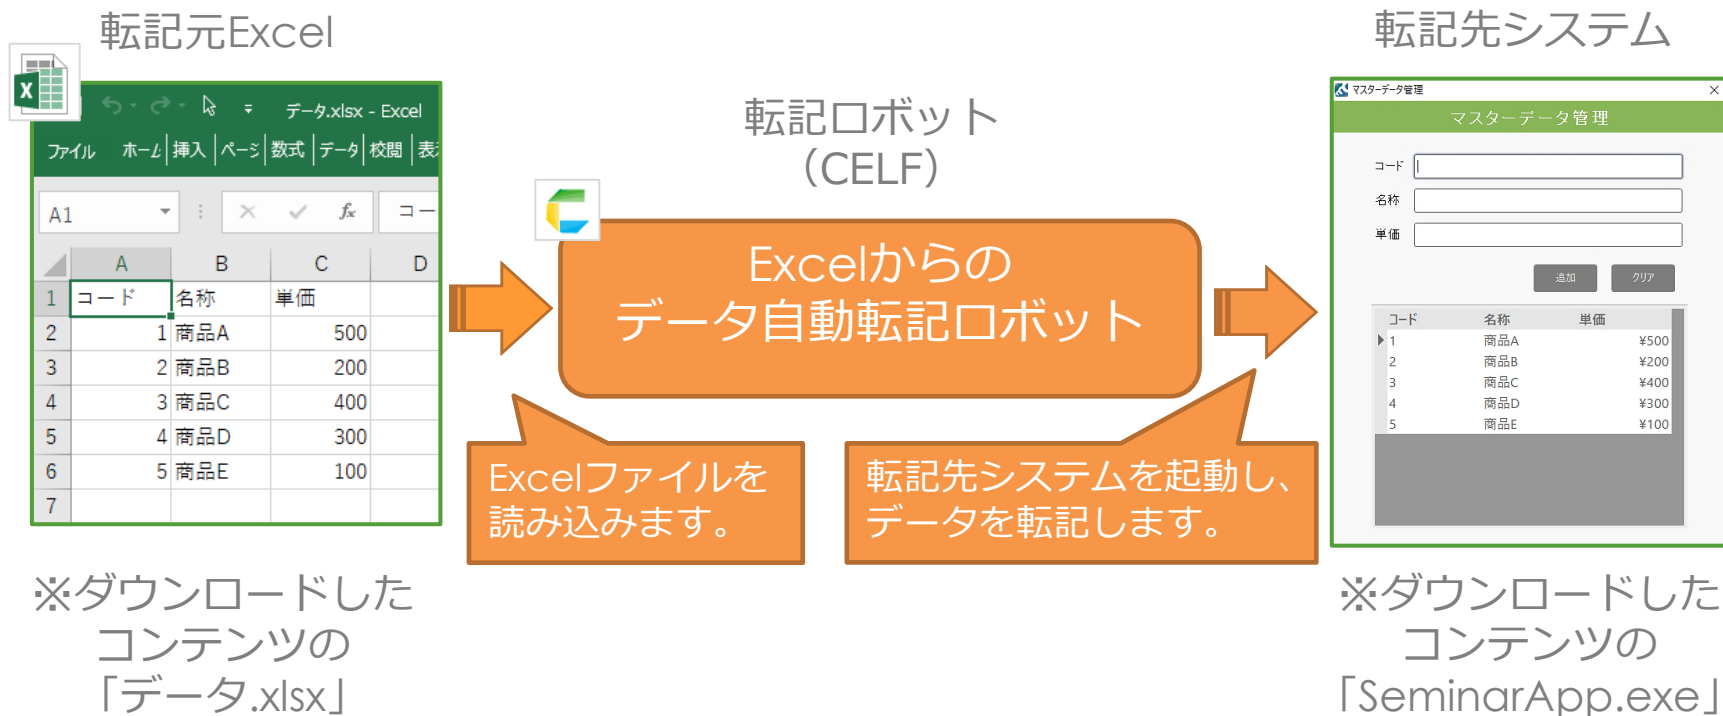 転記元Excel
データ.xlsx - Excel
ファイル ホーム 挿入 ページ 数式 データ 校閲 表示
A1 fx コー
A B C D
1 コード 名称 単価
2 1 商品A 500
3 2 商品B 200
4 3 商品C 400
5 4 商品D 300
6 5 商品E 100
7
※ダウンロードした
コンテンツの
「データ.xlsx」
転記ロボット
（CELF）
Excelからの
データ自動転記ロボット
Excelファイルを
読み込みます。
転記先システムを起動し、
データを転記します。
転記先システム
マスターデータ管理
マスターデータ管理
コード
名称
単価
追加 クリア
コード 名称 単価
1 商品A ¥500
2 商品B ¥200
3 商品C ¥400
4 商品D ¥300
5 商品E ¥100
※ダウンロードした
コンテンツの
「SeminarApp.exe」